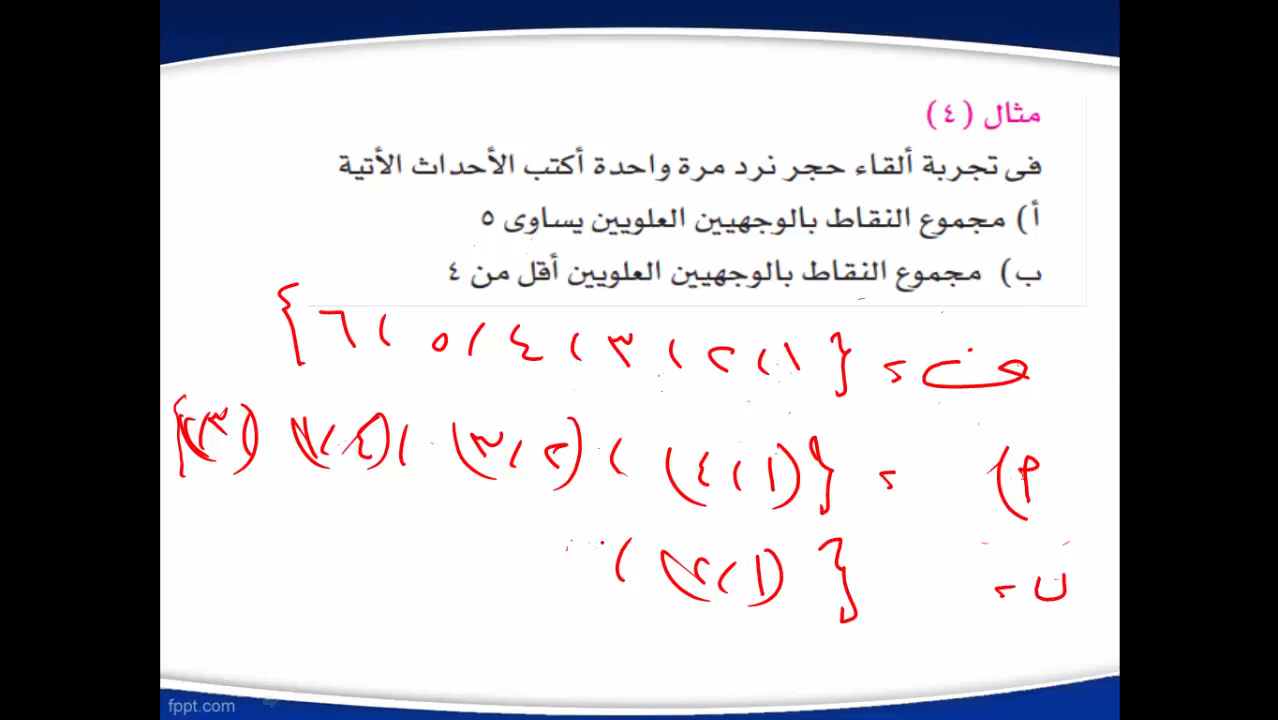 مثال (٤)
فى تجربة ألقاء حجر نرد مرة واحدة أكتب الأحداث الأتية
أ) مجموع النقاط بالوجهيين العلويين يساوى ٥
ب) مجموع النقاط بالوجهيين العلويين أقل من ٤
ف = {١، ٢، ٣، ٤، ٥، ٦}
أ) = {(١، ٤)، (٢، ٣)، (٤، ١)، (٣، ٢)}
ب = {(١، ٢)،
fppt.com